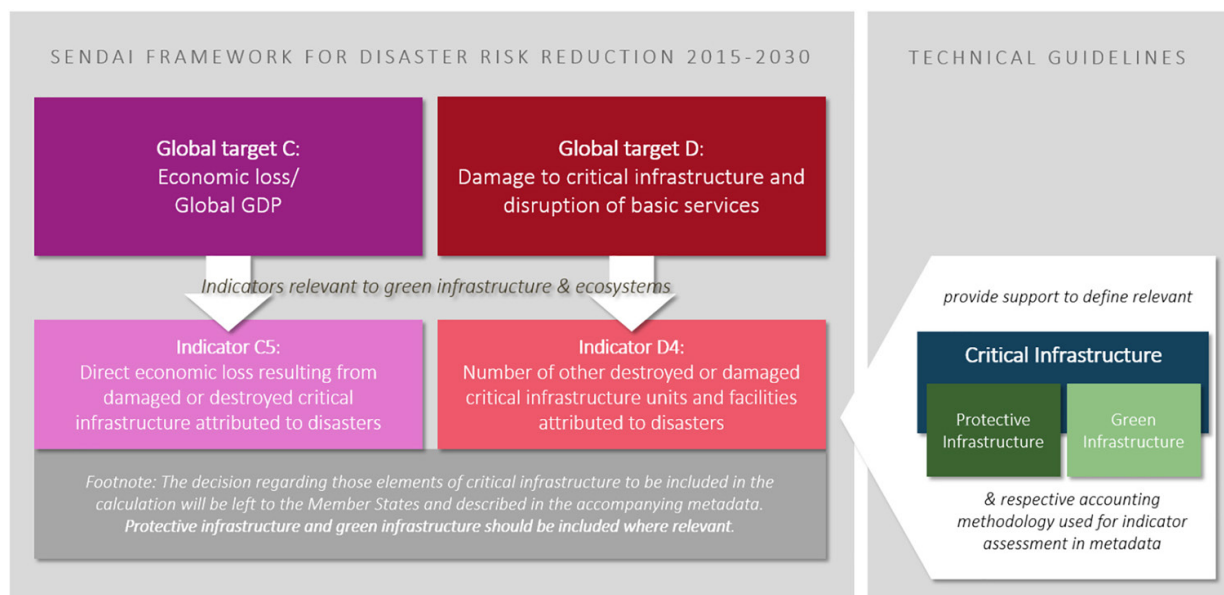 SENDAI FRAMEWORK FOR DISASTER RISK REDUCTION 2015-2030
Global target C:
Economic loss/
Global GDP
Global target D:
Damage to critical infrastructure and
disruption of basic services
Indicators relevant to green infrastructure & ecosystems
Indicator C5:
Direct economic loss resulting from
damaged or destroyed critical
infrastructure attributed to disasters
Indicator D4:
Number of other destroyed or damaged
critical infrastructure units and facilities
attributed to disasters
Footnote: The decision regarding those elements of critical infrastructure to be included in the
calculation will be left to the Member States and described in the accompanying metadata.
Protective infrastructure and green infrastructure should be included where relevant.
TECHNICAL GUIDELINES
provide support to define relevant
Critical Infrastructure
Protective
Infrastructure
Green
Infrastructure
& respective accounting
methodology used for indicator
assessment in metadata